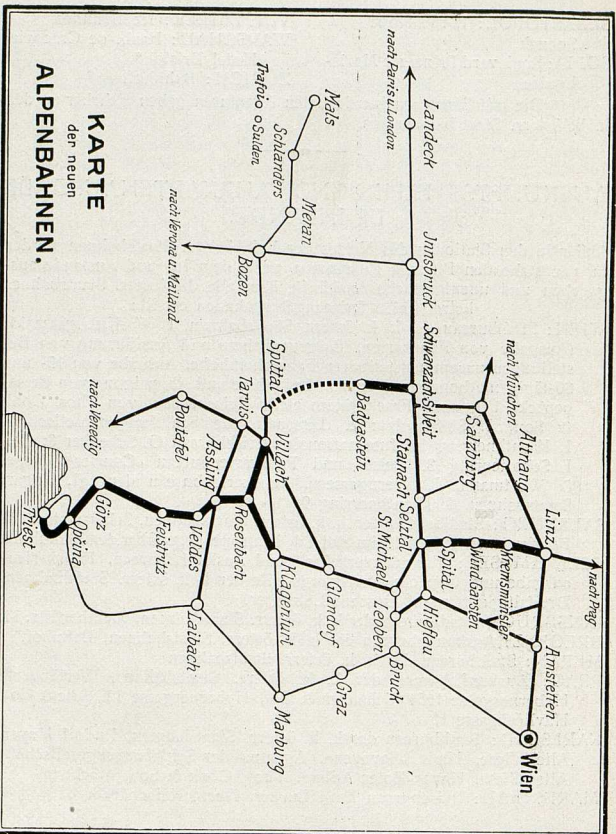 KARTE
der neuen
ALPENBAHNEN.
nach Prag
Linz
Amstetten
Wien
Attnang
nach München
Salzburg
Kremsmünster
Wind. Garsten
Spital
Landeck
nach Paris u. London
Innsbruck
Schwarzach St. Veit
Stainach
Selztal
Hieflau
St. Michael
Leoben
Bruck
Badgastein
Mals
Trafoi
Sulden
Schlanders
Meran
Bozen
nach Verona u. Mailand
Spittal
Villach
Tarvis
Pontafel
nach Venedig
Assling
Rosenbach
Klagenfurt
Glandorf
Graz
Marburg
Laibach
Veldes
Feistritz
Görz
Opčina
Triest